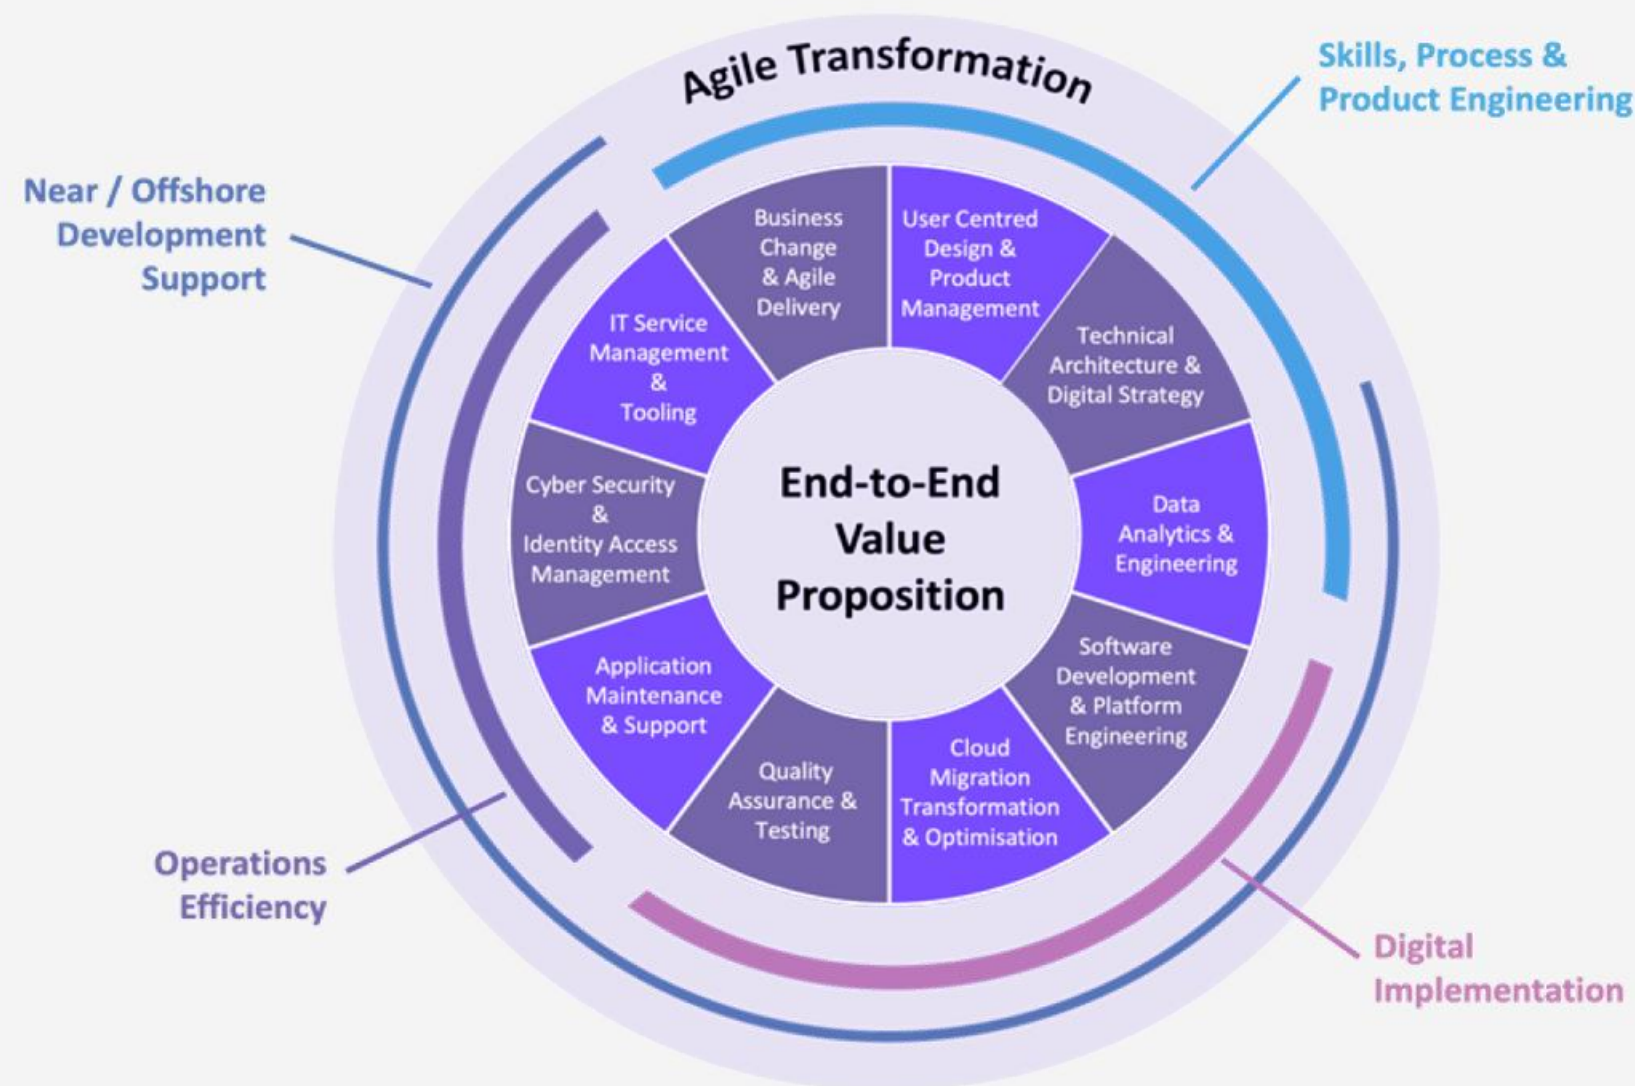 Agile Transformation
Skills, Process &
Product Engineering
Near / Offshore
Development
Support
Business
Change
& Agile
Delivery
User Centred
Design &
Product
Management
Technical
Architecture &
Digital Strategy
Data
Analytics &
Engineering
Software
Development
& Platform
Engineering
Cloud
Migration
Transformation
& Optimisation
Quality
Assurance &
Testing
Application
Maintenance
& Support
Cyber Security
&
Identity Access
Management
IT Service
Management
&
Tooling
End-to-End
Value
Proposition
Operations
Efficiency
Digital
Implementation